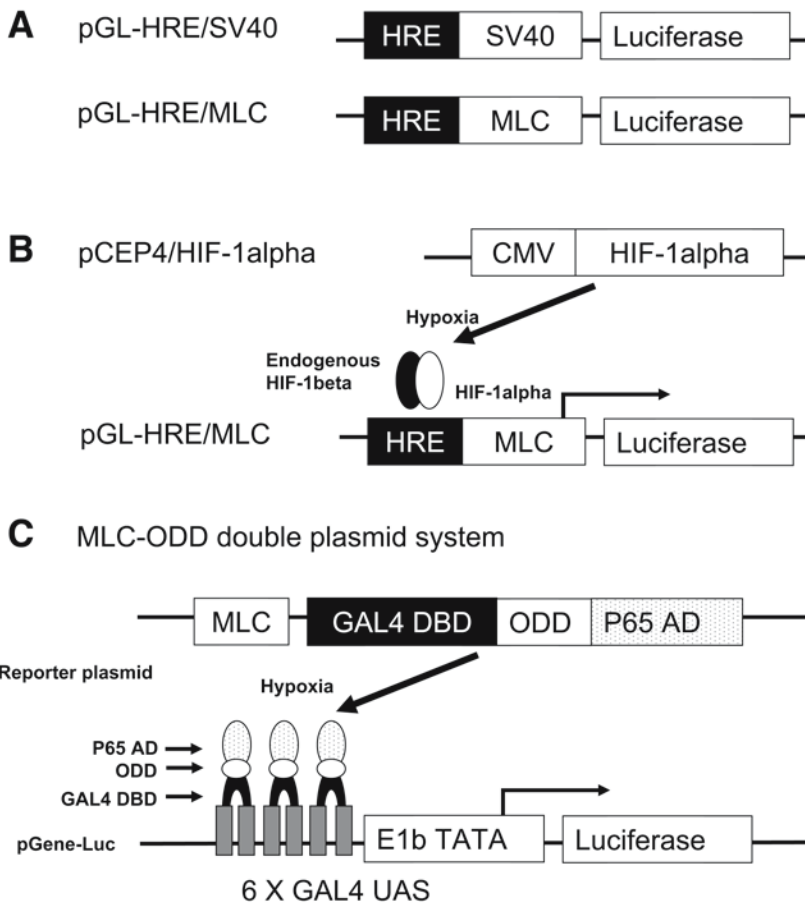 A
pGL-HRE/SV40
HRE SV40 Luciferase
pGL-HRE/MLC
HRE MLC Luciferase
B
pCEP4/HIF-1alpha
CMV HIF-1alpha
Hypoxia
Endogenous
HIF-1beta
HIF-1alpha
pGL-HRE/MLC
HRE MLC Luciferase
C MLC-ODD double plasmid system
MLC GAL4 DBD ODD P65 AD
Reporter plasmid
Hypoxia
P65 AD
ODD
GAL4 DBD
pGene-Luc
E1b TATA Luciferase
6 X GAL4 UAS